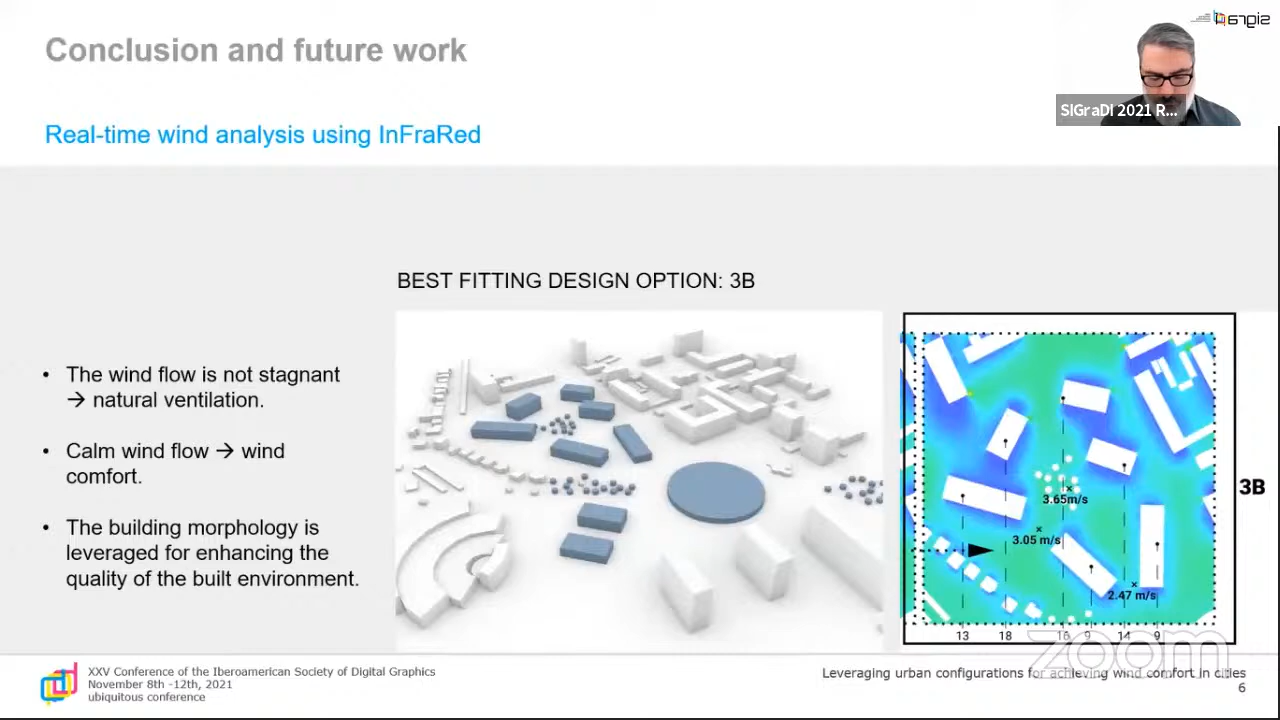 Conclusion and future work
Real-time wind analysis using InFraRed
SIGraDI 2021 R...
BEST FITTING DESIGN OPTION: 3B
• The wind flow is not stagnant
→ natural ventilation.
• Calm wind flow → wind
comfort.
• The building morphology is
leveraged for enhancing the
quality of the built environment.
3.65m/s
3.05 m/s
2.47 m/s
13 18 16 9 14 9
3B
zoom
XXV Conference of the Iberoamerican Society of Digital Graphics
November 8th -12th, 2021
ubiquitous conference
Leveraging urban configurations for achieving wind comfort in cities
6